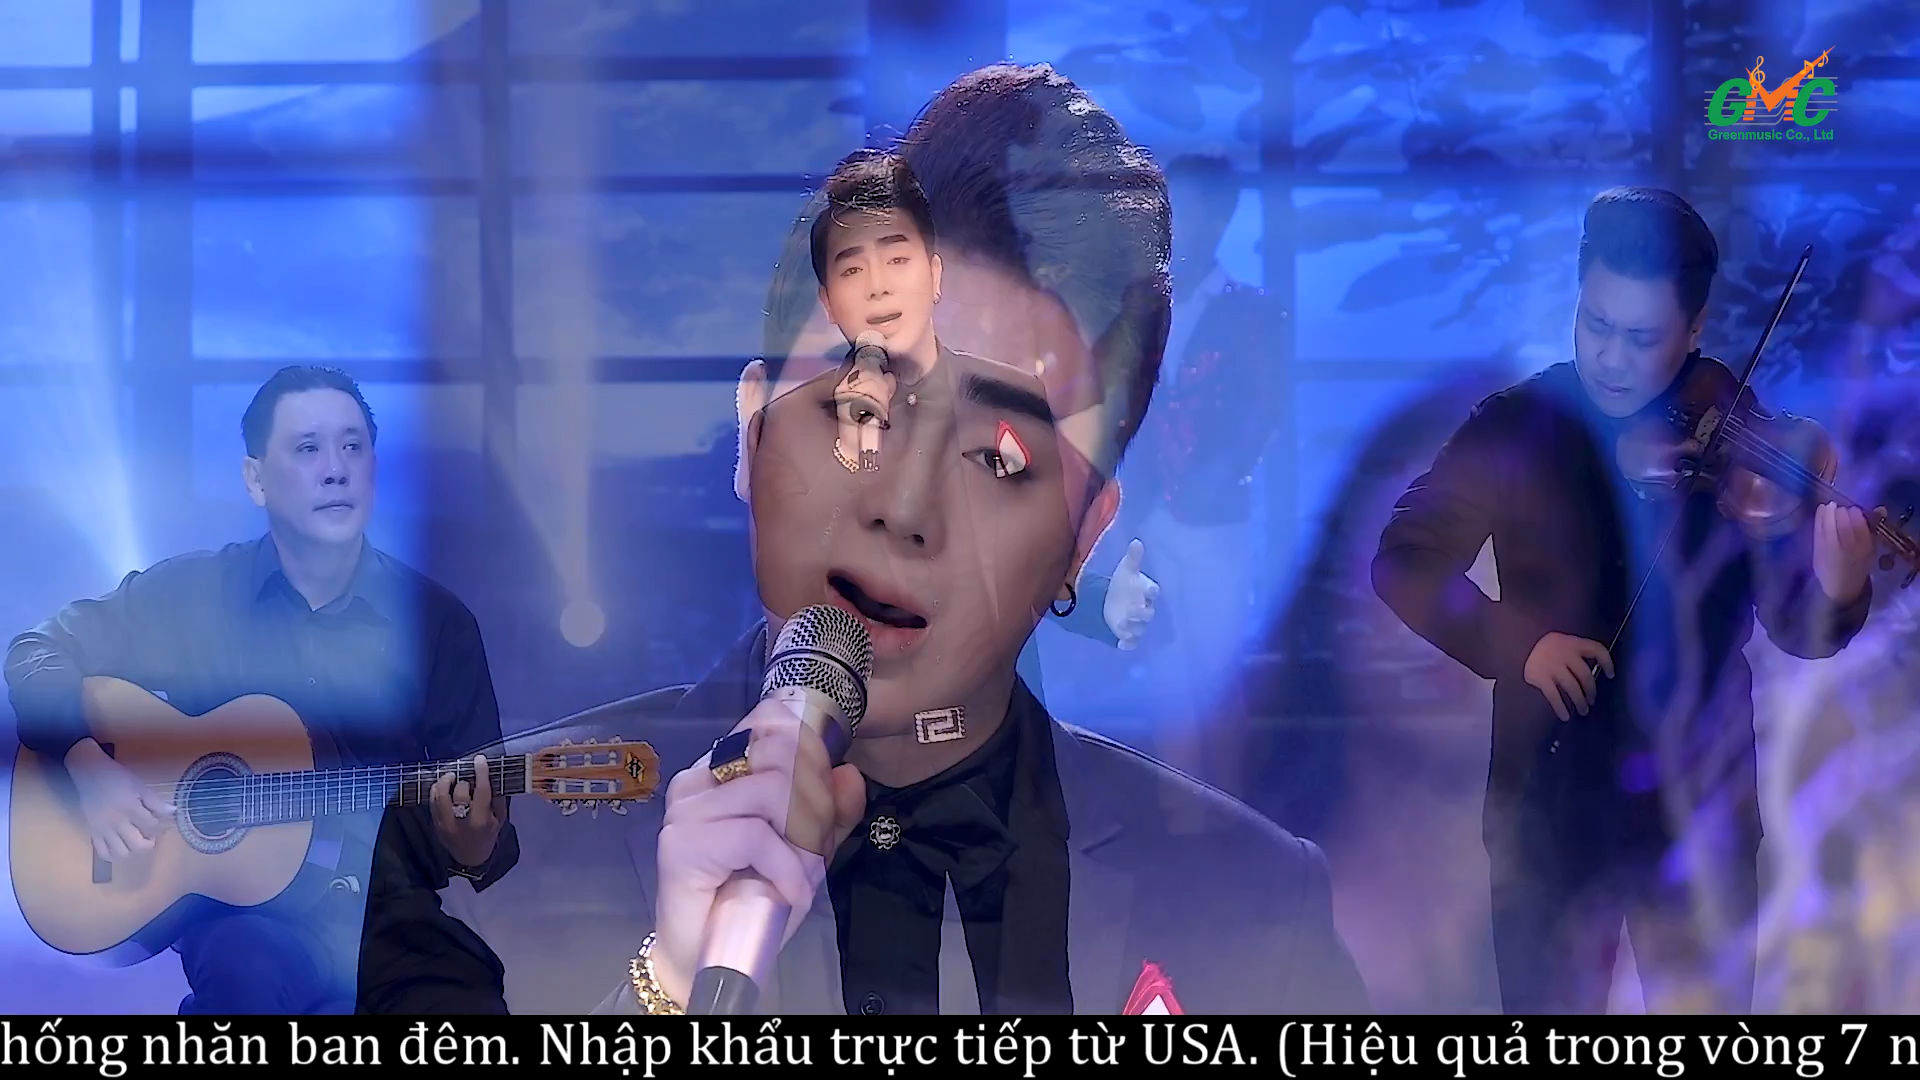 GMC
Greenmusic Co., Ltd
hống nhăn ban đêm. Nhập khẩu trực tiếp từ USA. (Hiệu quả trong vòng 7 n